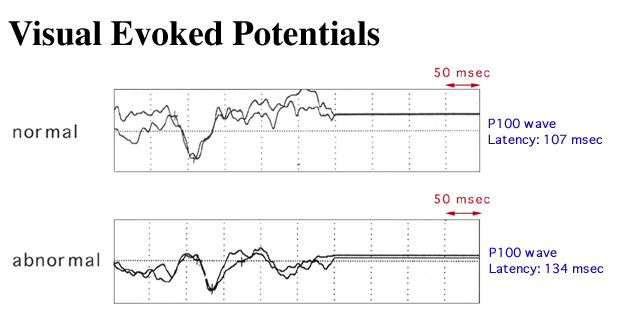 Visual Evoked Potentials
50 msec
normal
P100 wave
Latency: 107 msec
50 msec
abnormal
P100 wave
Latency: 134 msec